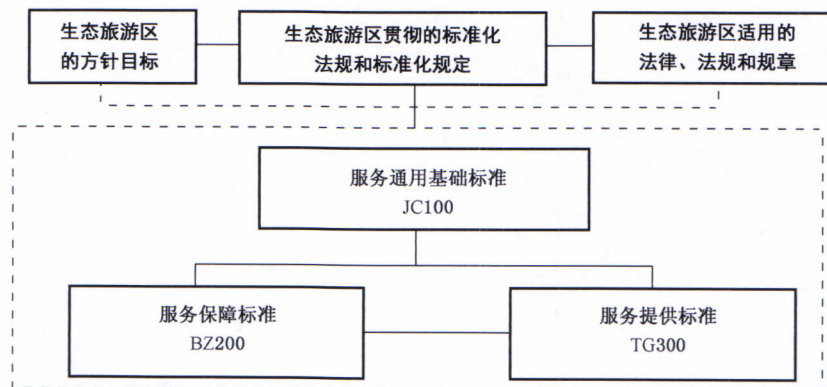 生态旅游区
的方针目标
生态旅游区贯彻的标准化
法规和标准化规定
生态旅游区适用的
法律、法规和规章
服务通用基础标准
JC100
服务保障标准
BZ200
服务提供标准
TG300